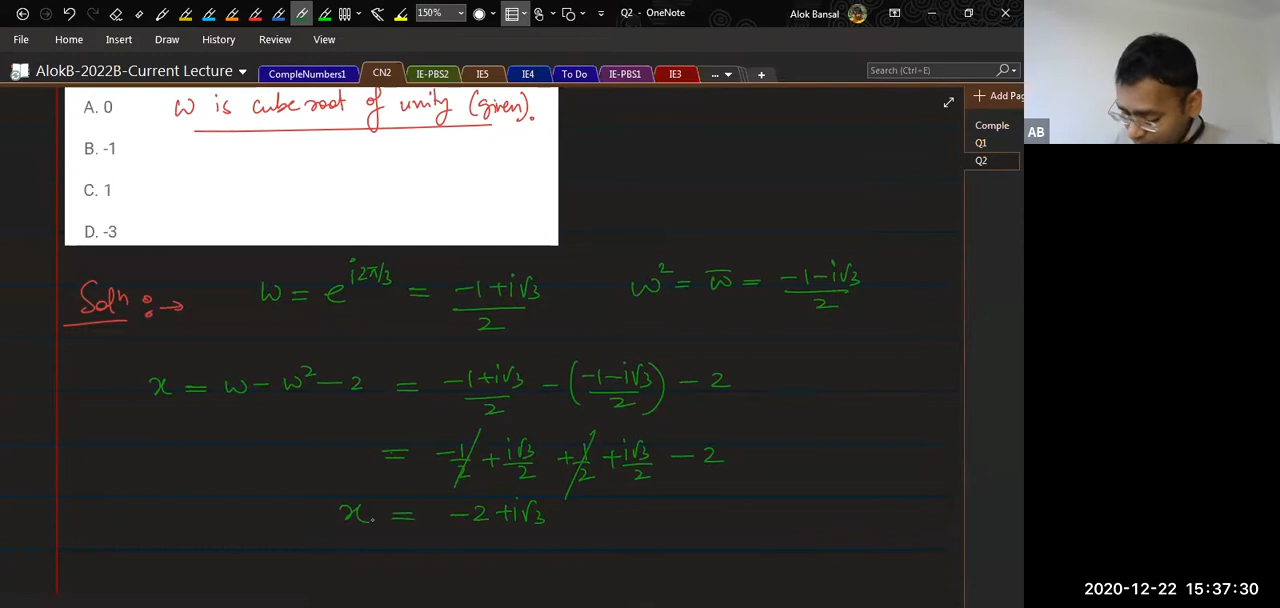 150%
Q2 - OneNote
Alok Bansal
File Home Insert Draw History Review View
AlokB-2022B-Current Lecture
CompleNumbers1 CN2 IE-PBS2 IE5 IE4 To Do IE-PBS1 IE3 ...
Search (Ctrl+E)
Add Pag
Comple
Q1
Q2
AB
A. 0
ω is cube root of unity (given).
B. -1
C. 1
D. -3
Solⁿ :→ ω = e^(i2π/3) = (-1+i√3)/2 ω² = ω̅ = (-1-i√3)/2
x = ω - ω² - 2 = (-1+i√3)/2 - ((-1-i√3)/2) - 2
= -1/2 + i√3/2 + 1/2 + i√3/2 - 2
x = -2 + i√3
2020-12-22 15:37:30